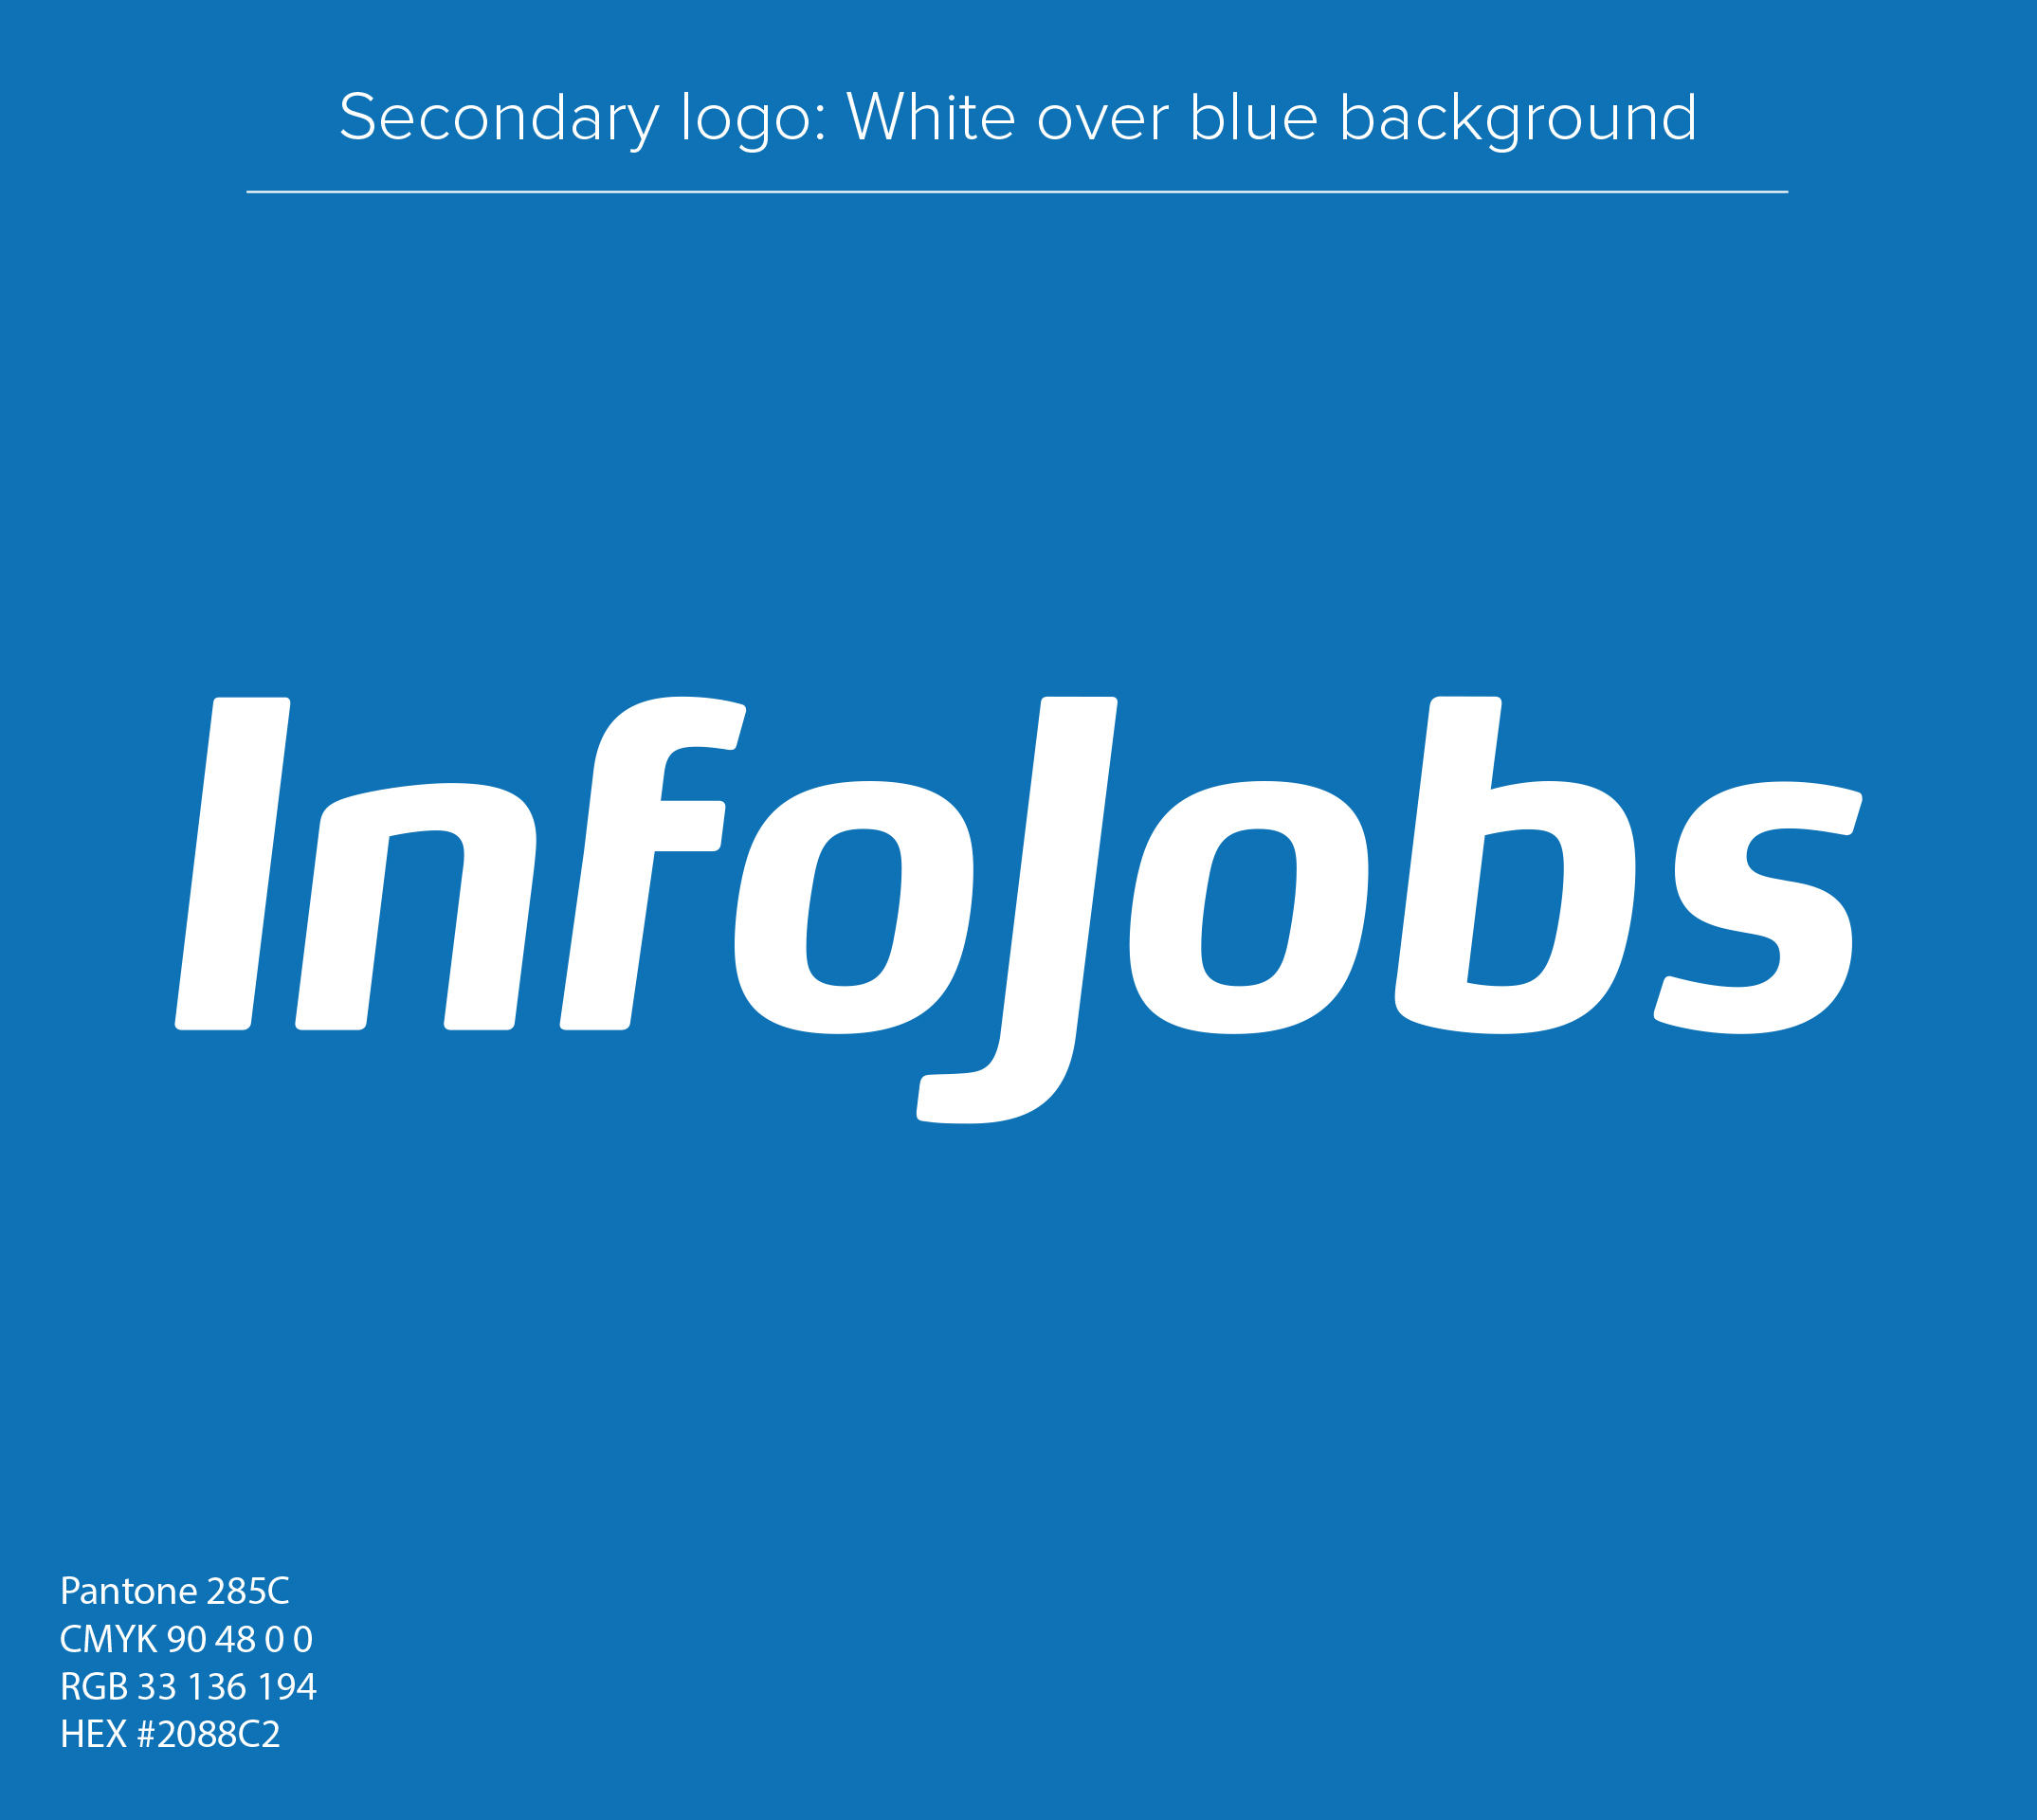 Secondary logo: White over blue background
InfoJobs
Pantone 285C
CMYK 90 48 0 0
RGB 33 136 194
HEX #2088C2